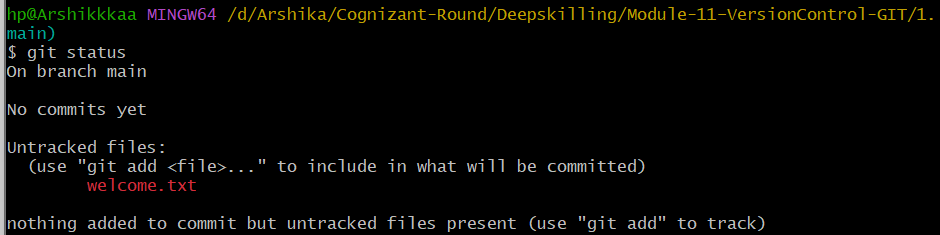 hp@Arshikkkaa MINGW64 /d/Arshika/Cognizant-Round/Deepskilling/Module-11-VersionControl-GIT/1.
main)
$ git status
On branch main
No commits yet
Untracked files:
(use "git add <file>..." to include in what will be committed)
welcome.txt
nothing added to commit but untracked files present (use "git add" to track)